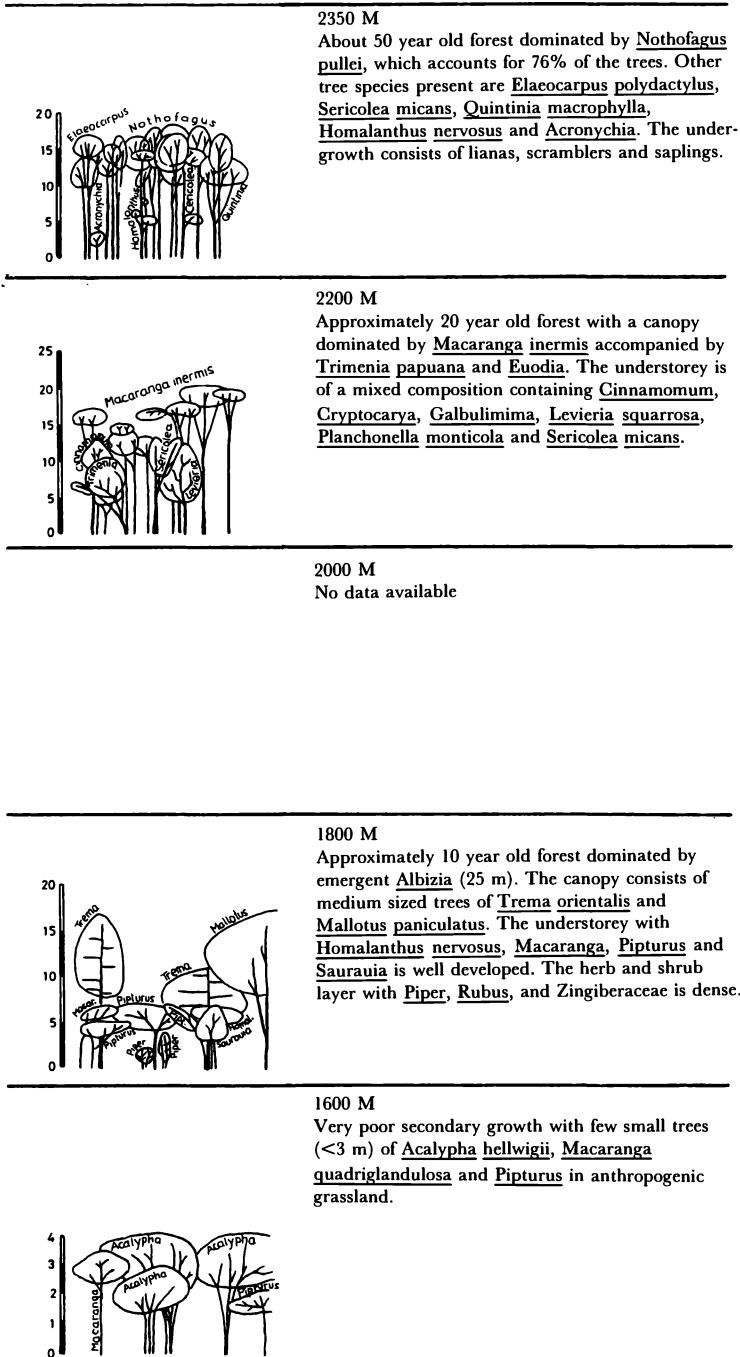 2350 M
About 50 year old forest dominated by Nothofagus
pullei, which accounts for 76% of the trees. Other
tree species present are Elaeocarpus polydactylus,
Sericolea micans, Quintinia macrophylla,
Homalanthus nervosus and Acronychia. The under-
growth consists of lianas, scramblers and saplings.
20
15
10
5
0
Elaeocarpus
Nothofagus
Acronychia
Homalanthus
Cericolea
Quintinia
2200 M
Approximately 20 year old forest with a canopy
dominated by Macaranga inermis accompanied by
Trimenia papuana and Euodia. The understorey is
of a mixed composition containing Cinnamomum,
Cryptocarya, Galbulimima, Levieria squarrosa,
Planchonella monticola and Sericolea micans.
25
20
15
10
5
0
Macaranga inermis
Trimenia
Sericolea
Levieria
2000 M
No data available
1800 M
Approximately 10 year old forest dominated by
emergent Albizia (25 m). The canopy consists of
medium sized trees of Trema orientalis and
Mallotus paniculatus. The understorey with
Homalanthus nervosus, Macaranga, Pipturus and
Saurauia is well developed. The herb and shrub
layer with Piper, Rubus, and Zingiberaceae is dense.
20
15
10
5
0
Trema
Mallotus
Trema
Macar.
Pipturus
Pipt.
Pipturus
Piper
Piper
Homal.
Saurauia
1600 M
Very poor secondary growth with few small trees
(<3 m) of Acalypha hellwigii, Macaranga
quadriglandulosa and Pipturus in anthropogenic
grassland.
4
3
2
1
0
Acalypha
Acalypha
Acalypha
Pipturus
Macaranga